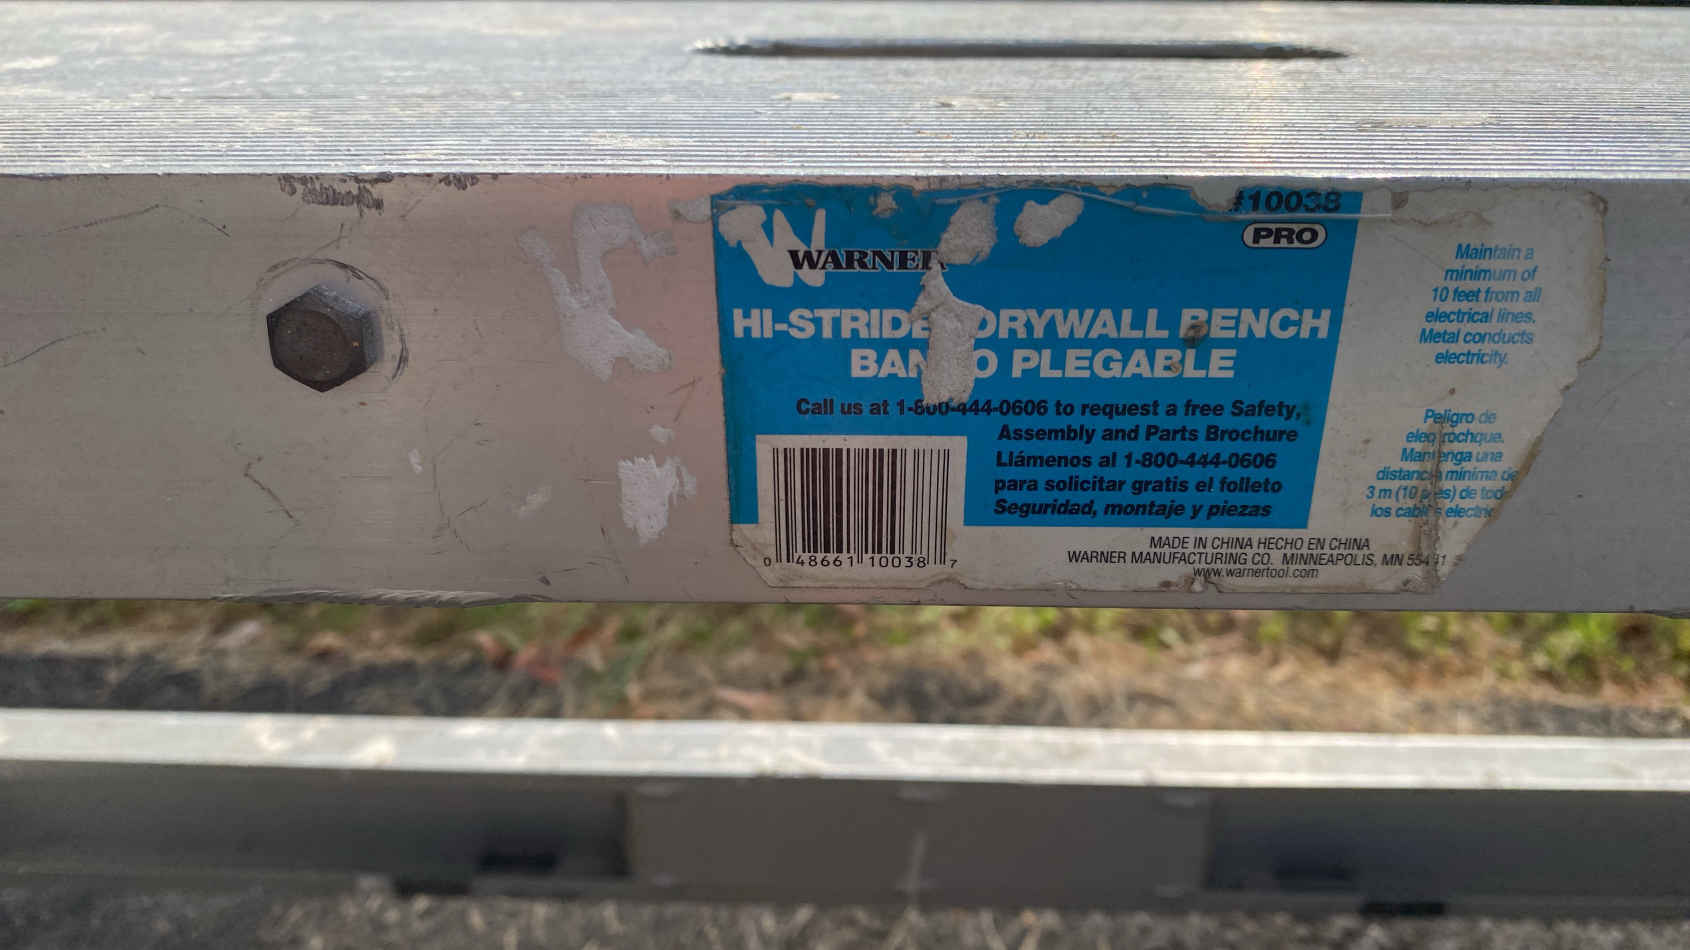 #10038
PRO
WARNER
HI-STRIDE DRYWALL BENCH
PLEGABLE
Call us at 1-800-444-0606 to request a free Safety,
Assembly and Parts Brochure
Llámenos al 1-800-444-0606
para solicitar gratis el folleto
Seguridad, montaje y piezas
0 48661 10038 7
MADE IN CHINA HECHO EN CHINA
WARNER MANUFACTURING CO. MINNEAPOLIS, MN
www.warnertool.com
Maintain a
minimum of
10 feet from all
electrical lines.
Metal conducts
electricity.
Peligro de
Mantenga una
distancia mínima de
3 m (10 pies) de
los cables